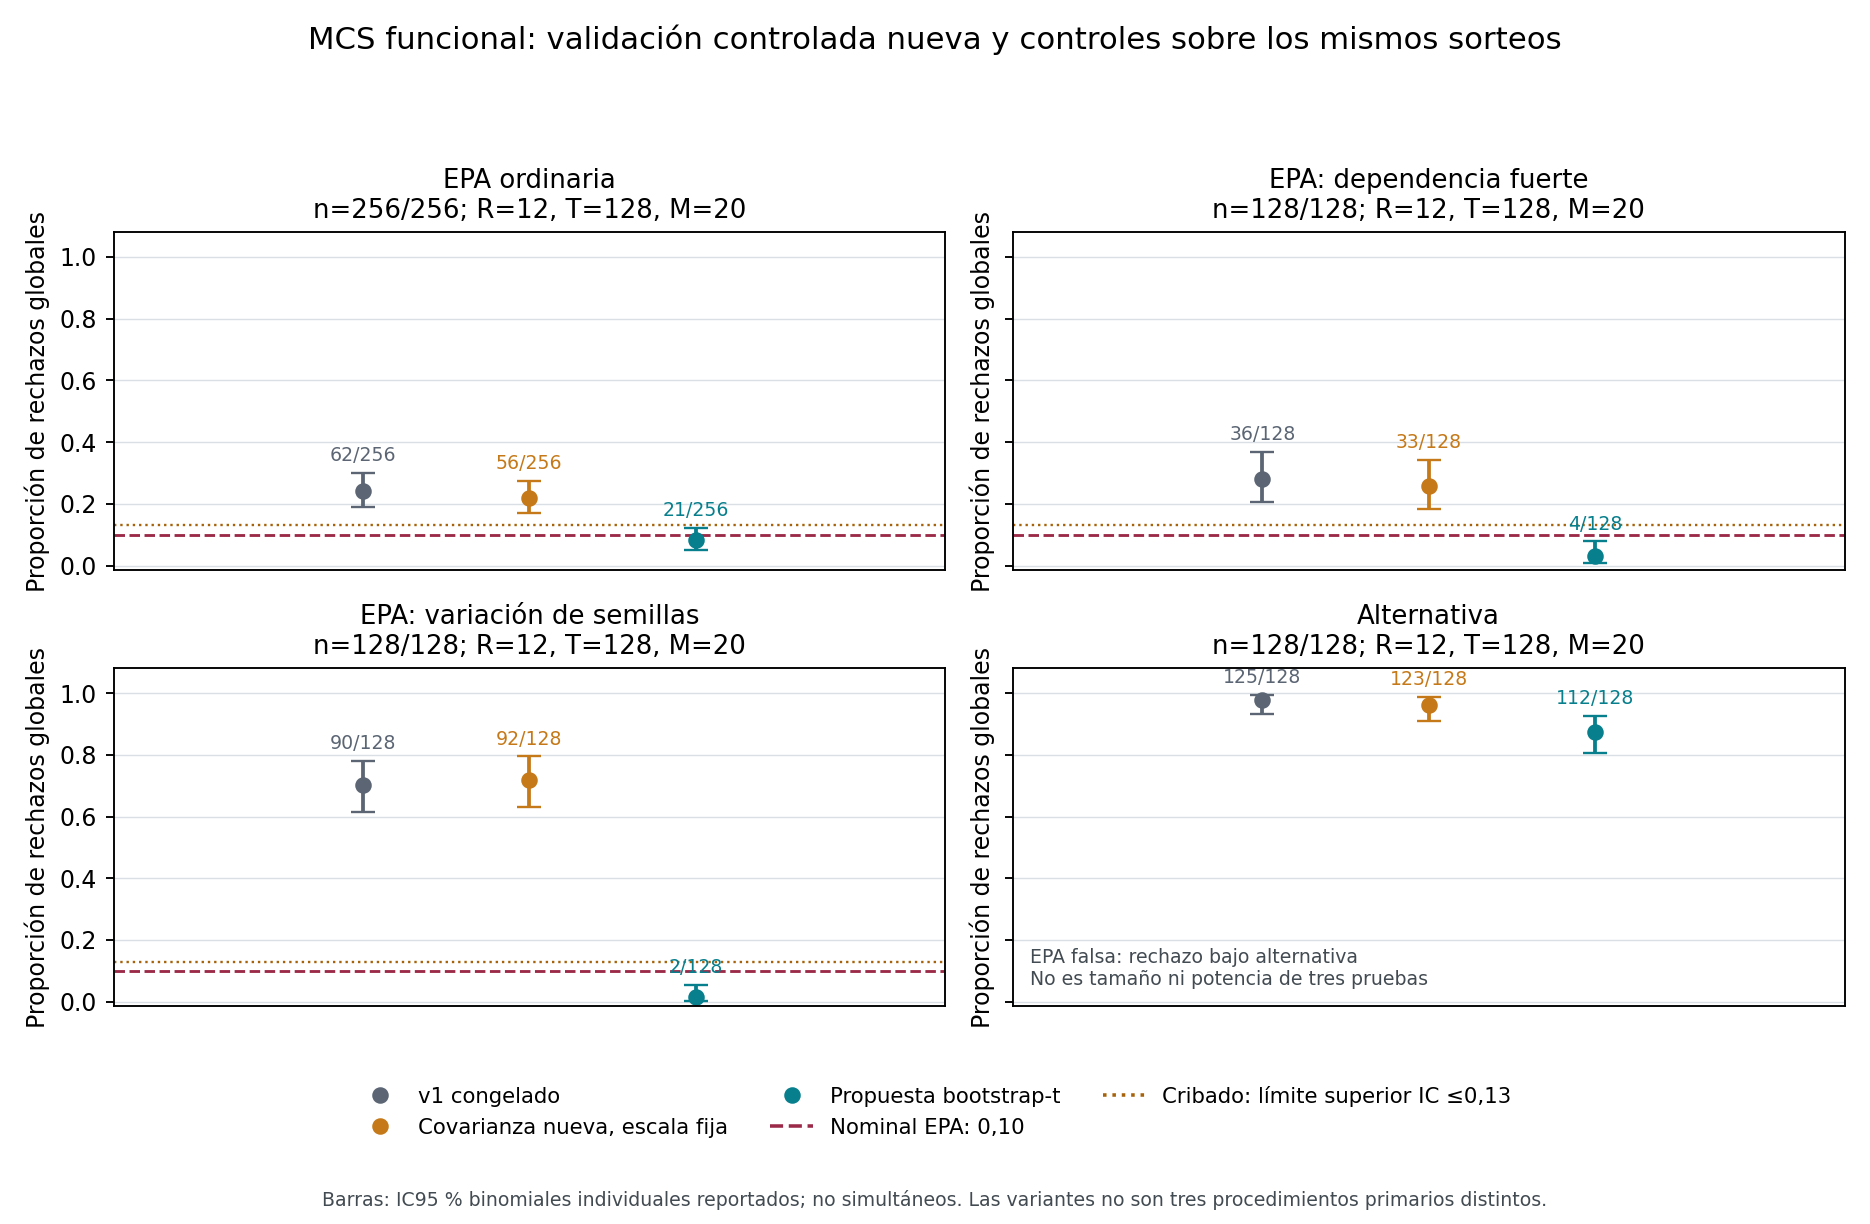 MCS funcional: validación controlada nueva y controles sobre los mismos sorteos
EPA ordinaria
n=256/256; R=12, T=128, M=20
Proporción de rechazos globales
1.0
0.8
0.6
0.4
0.2
0.0
62/256
56/256
21/256
EPA: dependencia fuerte
n=128/128; R=12, T=128, M=20
Proporción de rechazos globales
36/128
33/128
4/128
EPA: variación de semillas
n=128/128; R=12, T=128, M=20
Proporción de rechazos globales
1.0
0.8
0.6
0.4
0.2
0.0
90/128
92/128
2/128
Alternativa
n=128/128; R=12, T=128, M=20
Proporción de rechazos globales
125/128
123/128
112/128
EPA falsa: rechazo bajo alternativa
No es tamaño ni potencia de tres pruebas
v1 congelado
Covarianza nueva, escala fija
Propuesta bootstrap-t
Nominal EPA: 0,10
Cribado: límite superior IC ≤0,13
Barras: IC95 % binomiales individuales reportados; no simultáneos. Las variantes no son tres procedimientos primarios distintos.